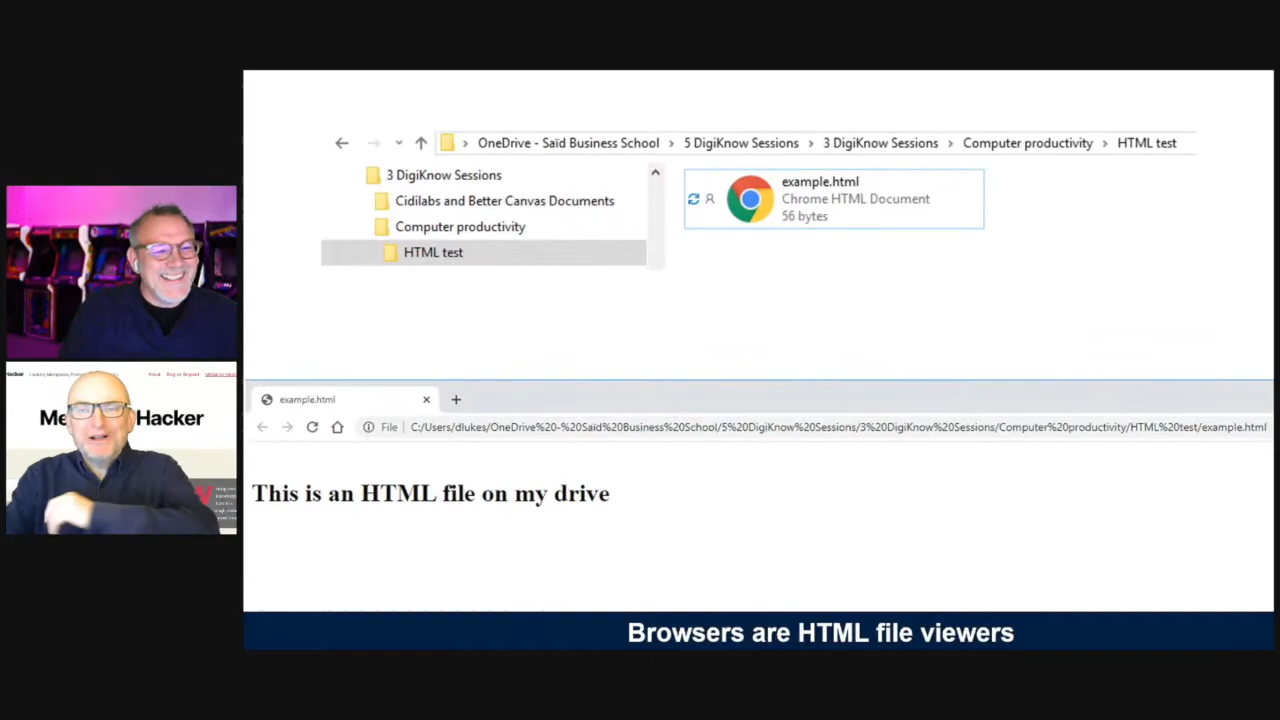 OneDrive - Saïd Business School > 5 DigiKnow Sessions > 3 DigiKnow Sessions > Computer productivity > HTML test
3 DigiKnow Sessions
Cidilabs and Better Canvas Documents
Computer productivity
HTML test
example.html
Chrome HTML Document
56 bytes
Hacker
About
Me Hacker
example.html
File C:/Users/dlukes/OneDrive%20-%20Saïd%20Business%20School/5%20DigiKnow%20Sessions/3%20DigiKnow%20Sessions/Computer%20productivity/HTML%20test/example.html
This is an HTML file on my drive
Browsers are HTML file viewers